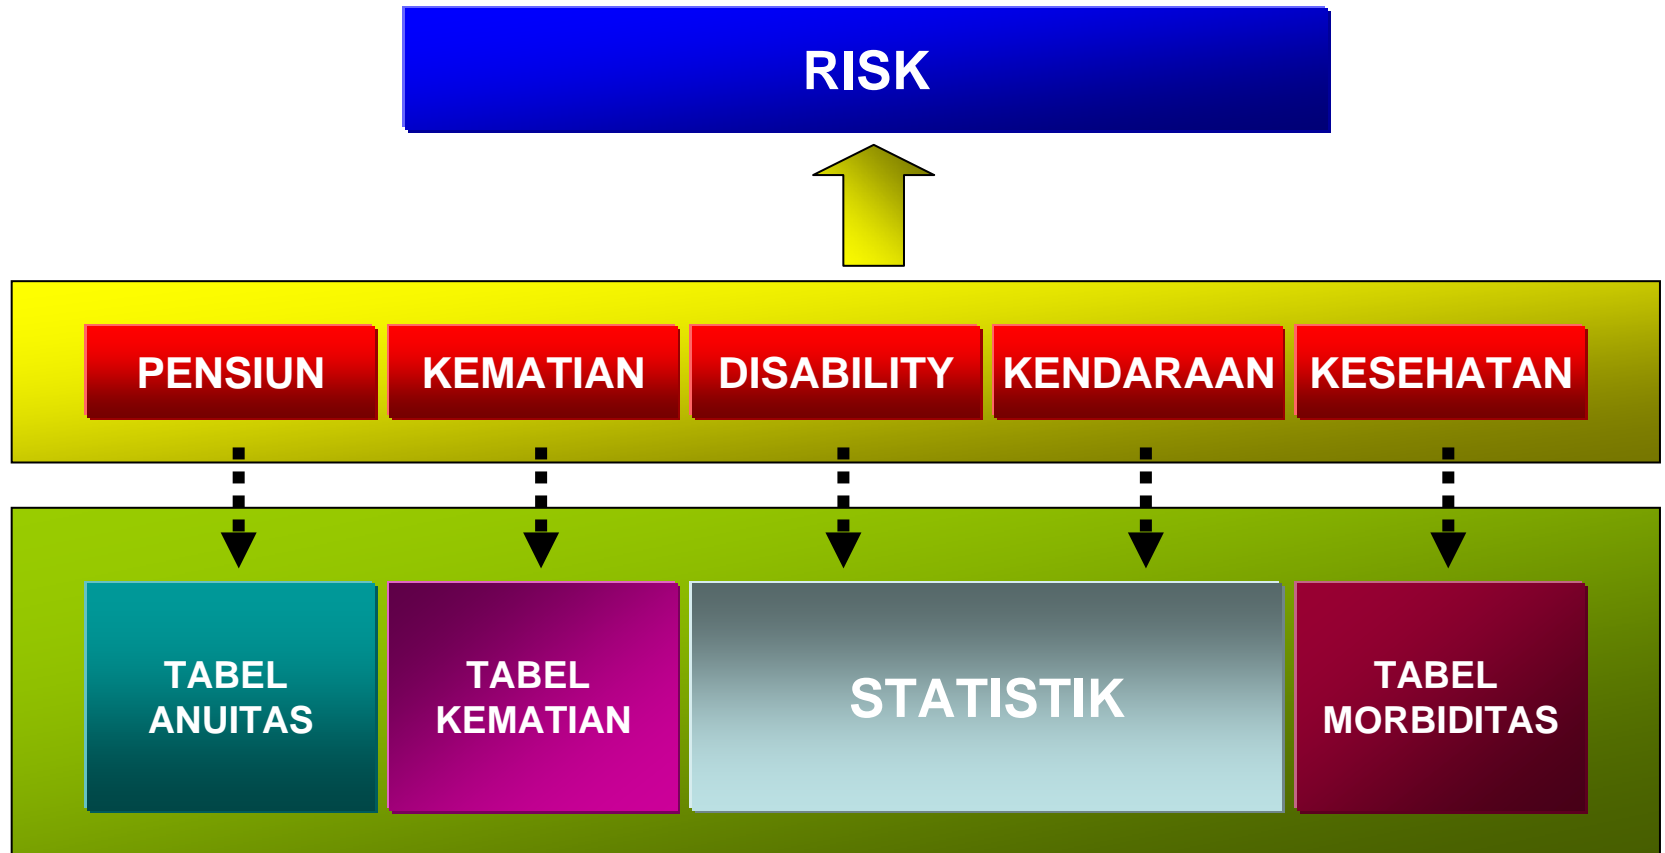 RISK
PENSIUN
KEMATIAN
DISABILITY
KENDARAAN
KESEHATAN
TABEL
ANUITAS
TABEL
KEMATIAN
STATISTIK
TABEL
MORBIDITAS